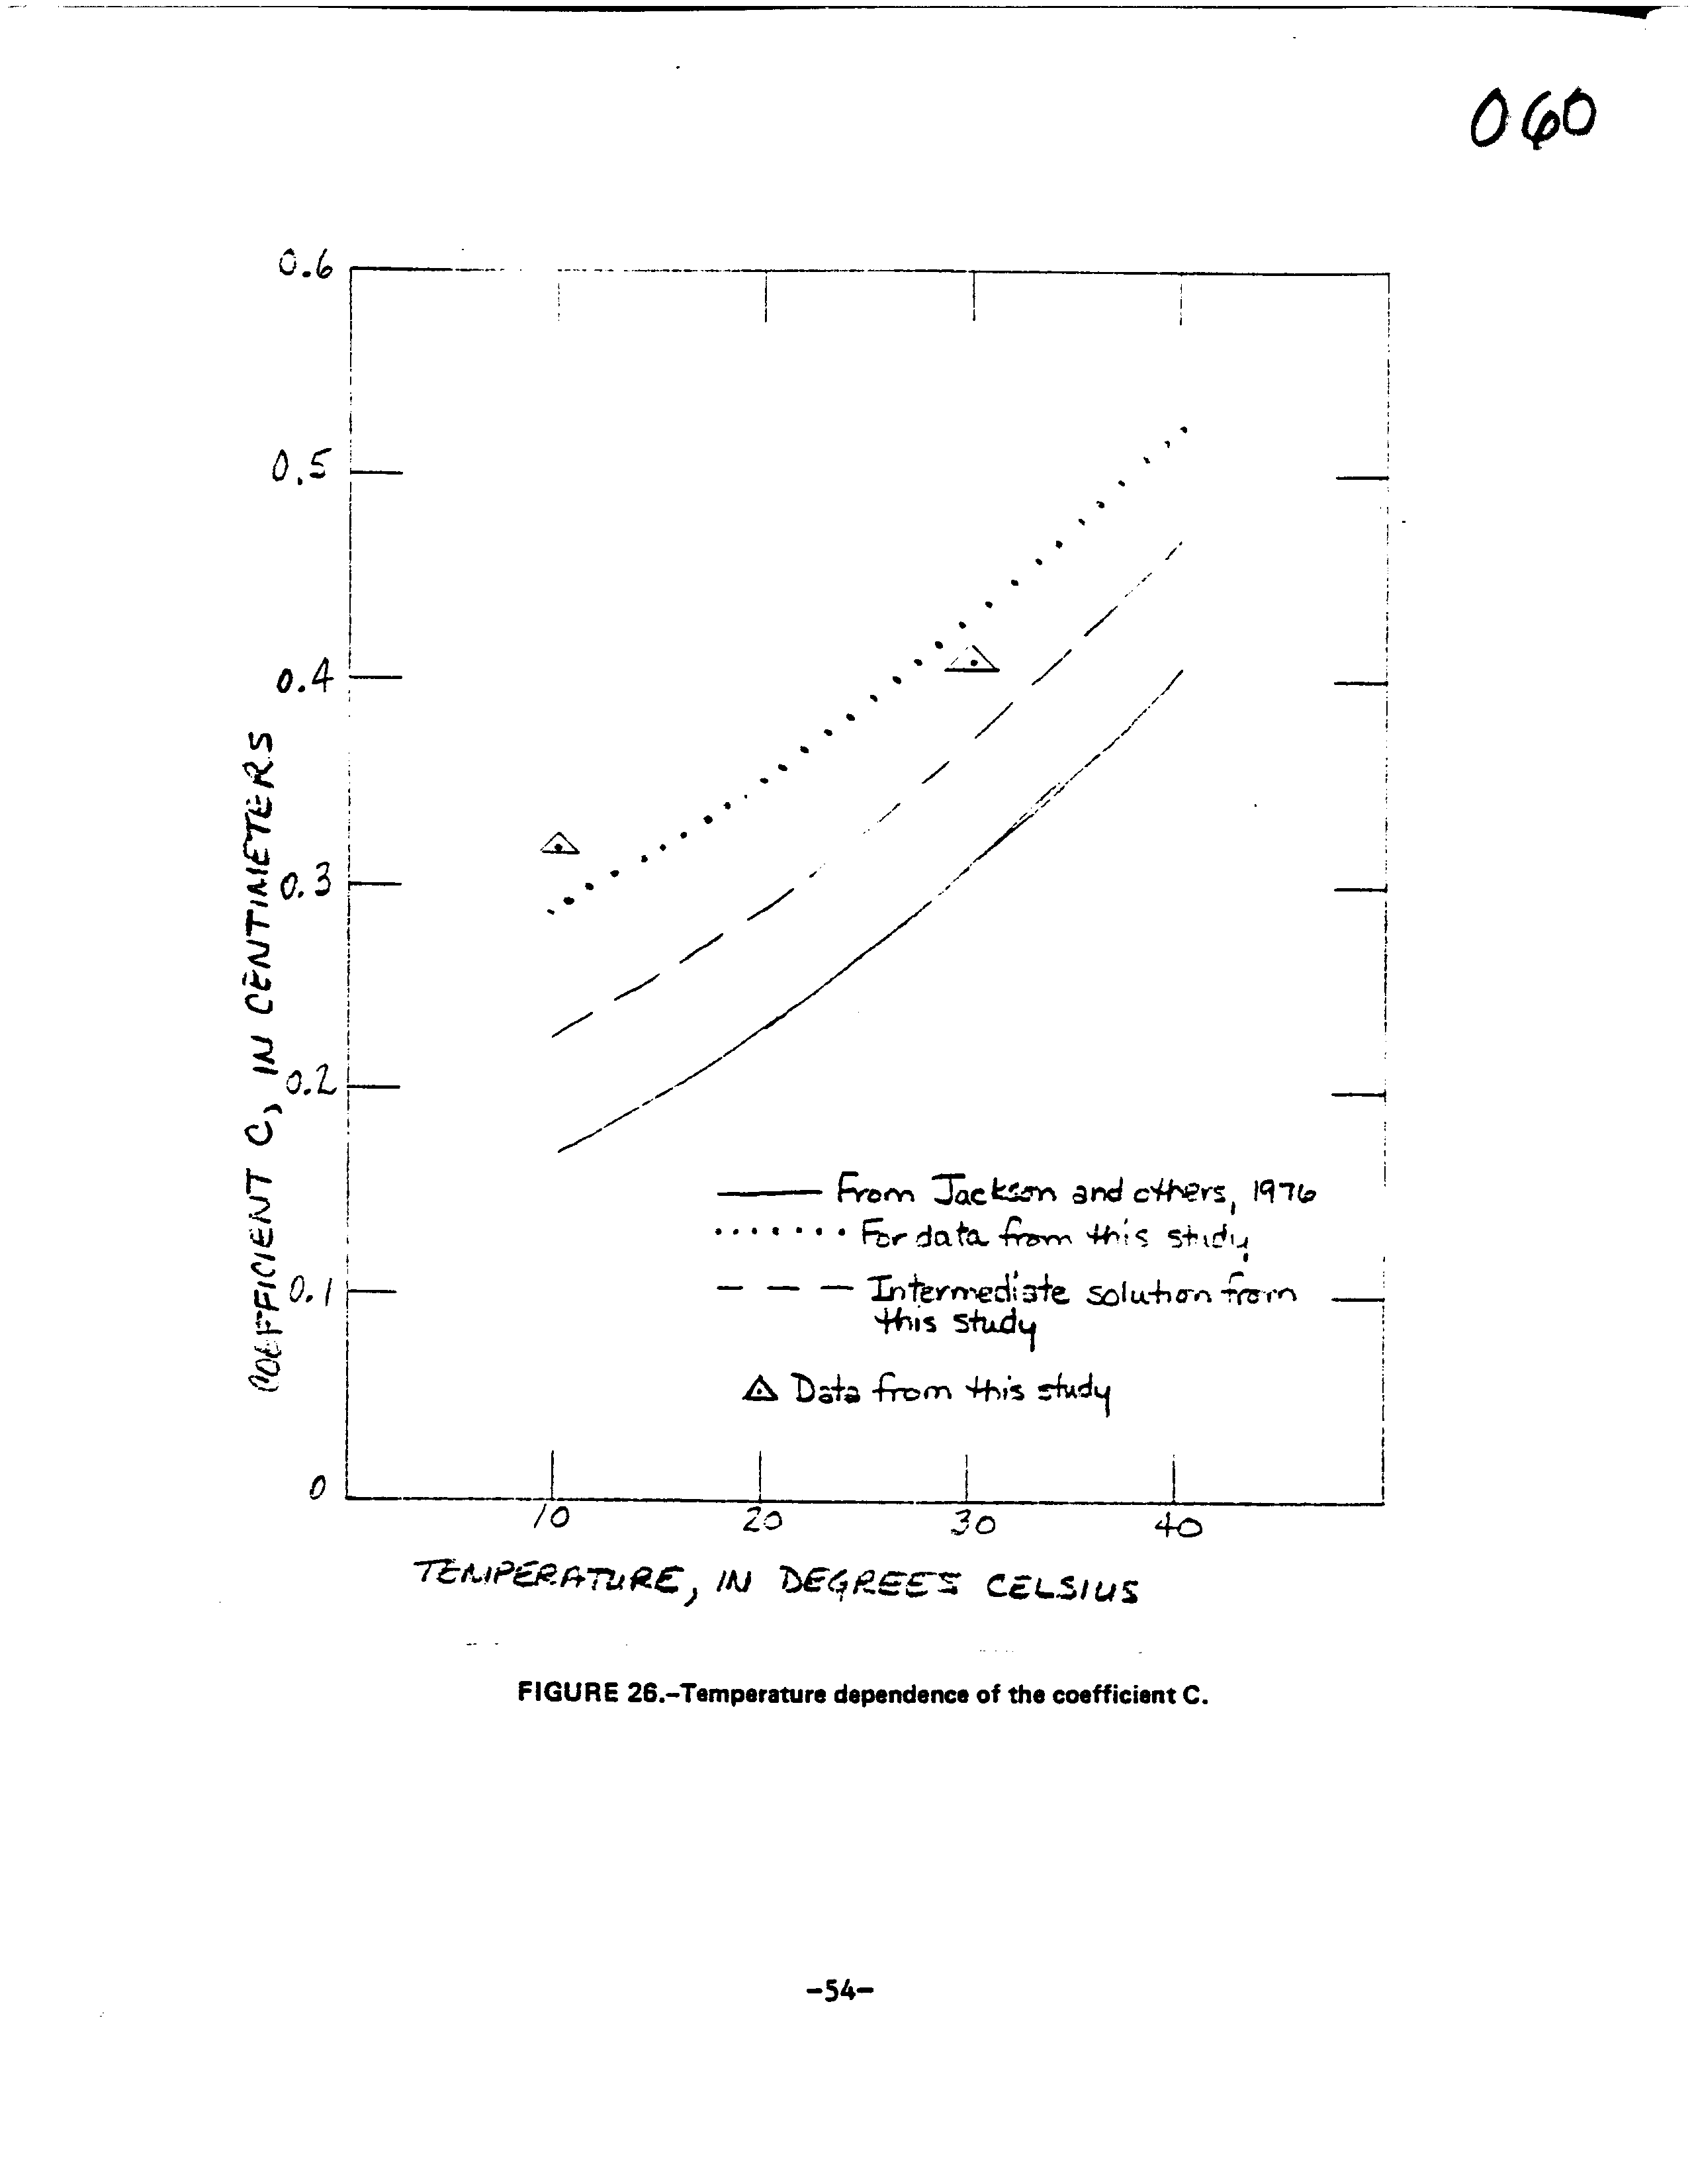 060
0.6
0.5
0.4
0.3
0.2
0.1
0
COEFFICIENT C, IN CENTIMETERS
From Jackson and others, 1976
For data from this study
Intermediate solution from
this study
Data from this study
10 20 30 40
TEMPERATURE, IN DEGREES CELSIUS
FIGURE 26.–Temperature dependence of the coefficient C.
-54-